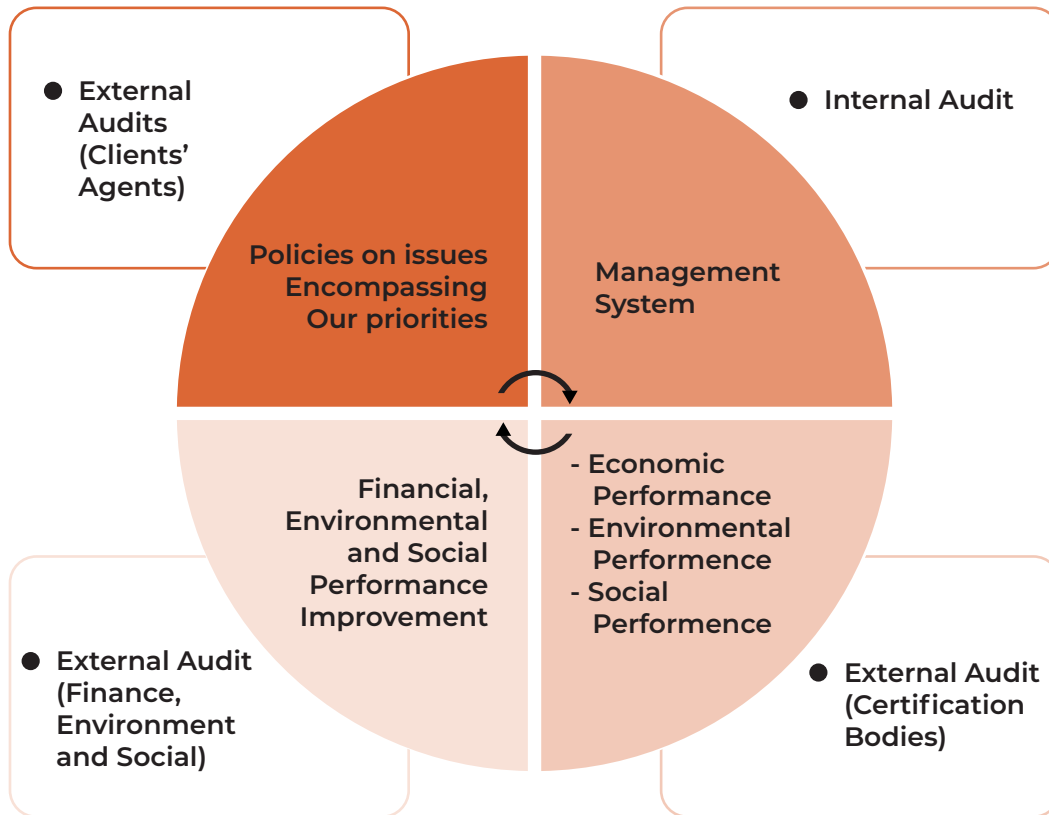 ● External
Audits
(Clients’
Agents)
● Internal Audit
Policies on issues
Encompassing
Our priorities
Management
System
Financial,
Environmental
and Social
Performance
Improvement
- Economic
Performance
- Environmental
Performence
- Social
Performence
● External Audit
(Finance,
Environment
and Social)
● External Audit
(Certification
Bodies)